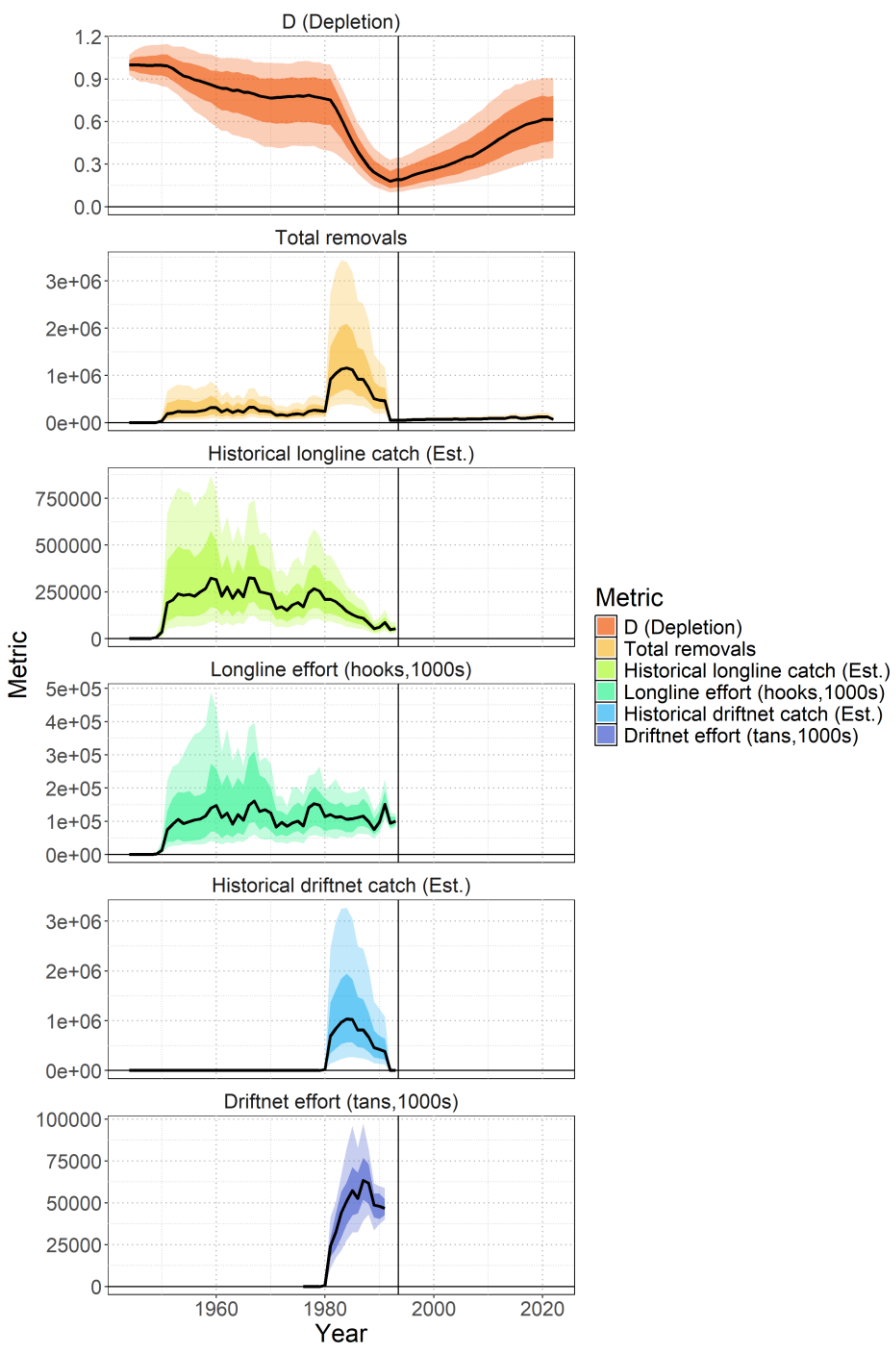 D (Depletion)
1.2
0.9
0.6
0.3
0.0
Total removals
3e+06
2e+06
1e+06
0e+00
Historical longline catch (Est.)
750000
500000
250000
0
Longline effort (hooks,1000s)
5e+05
4e+05
3e+05
2e+05
1e+05
0e+00
Historical driftnet catch (Est.)
3e+06
2e+06
1e+06
0e+00
Driftnet effort (tans,1000s)
100000
75000
50000
25000
0
1960 1980 2000 2020
Year
Metric
Metric
D (Depletion)
Total removals
Historical longline catch (Est.)
Longline effort (hooks,1000s)
Historical driftnet catch (Est.)
Driftnet effort (tans,1000s)